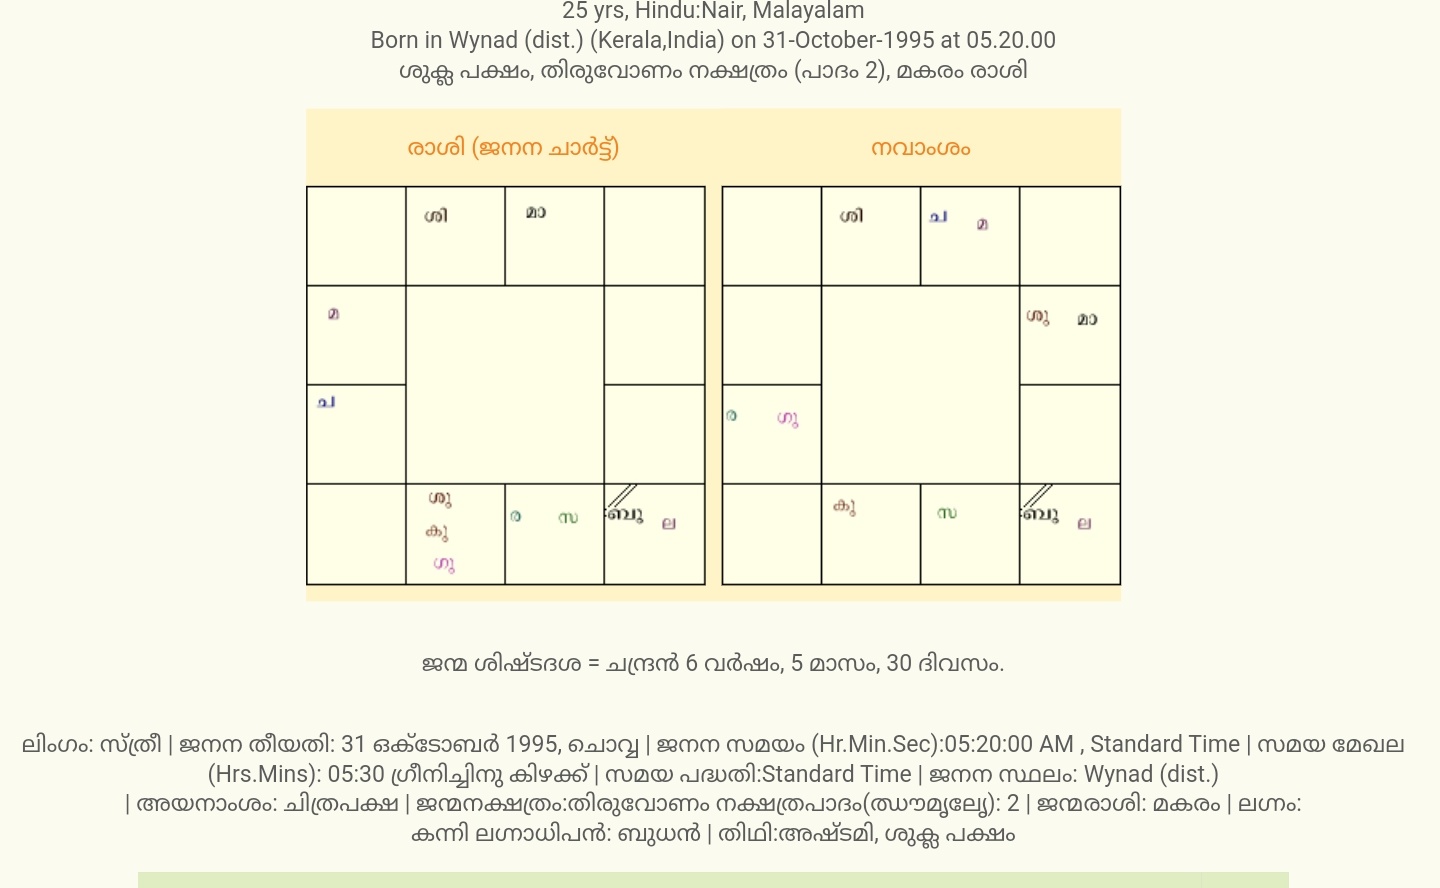 25 yrs, Hindu:Nair, Malayalam
Born in Wynad (dist.) (Kerala,India) on 31-October-1995 at 05.20.00
ശുക്ല പക്ഷം, തിരുവോണം നക്ഷത്രം (പാദം 2), മകരം രാശി
രാശി (ജനന ചാർട്ട്) നവാംശം
ശി മാ ശി ച മ
മ ശു മാ
ച ര ഗു
ശു കു ഗു ര സ ബു ല കു സ ബു ല
ജന്മ ശിഷ്ടദശ = ചന്ദ്രൻ 6 വർഷം, 5 മാസം, 30 ദിവസം.
ലിംഗം: സ്ത്രീ | ജനന തീയതി: 31 ഒക്ടോബർ 1995, ചൊവ്വ | ജനന സമയം (Hr.Min.Sec):05:20:00 AM , Standard Time | സമയ മേഖല
(Hrs.Mins): 05:30 ഗ്രീനിച്ചിനു കിഴക്ക് | സമയ പദ്ധതി:Standard Time | ജനന സ്ഥലം: Wynad (dist.)
| അയനാംശം: ചിത്രപക്ഷ | ജന്മനക്ഷത്രം:തിരുവോണം നക്ഷത്രപാദം(ഝൗമൃലേൃ): 2 | ജന്മരാശി: മകരം | ലഗ്നം:
കന്നി ലഗ്നാധിപൻ: ബുധൻ | തിഥി:അഷ്ടമി, ശുക്ല പക്ഷം